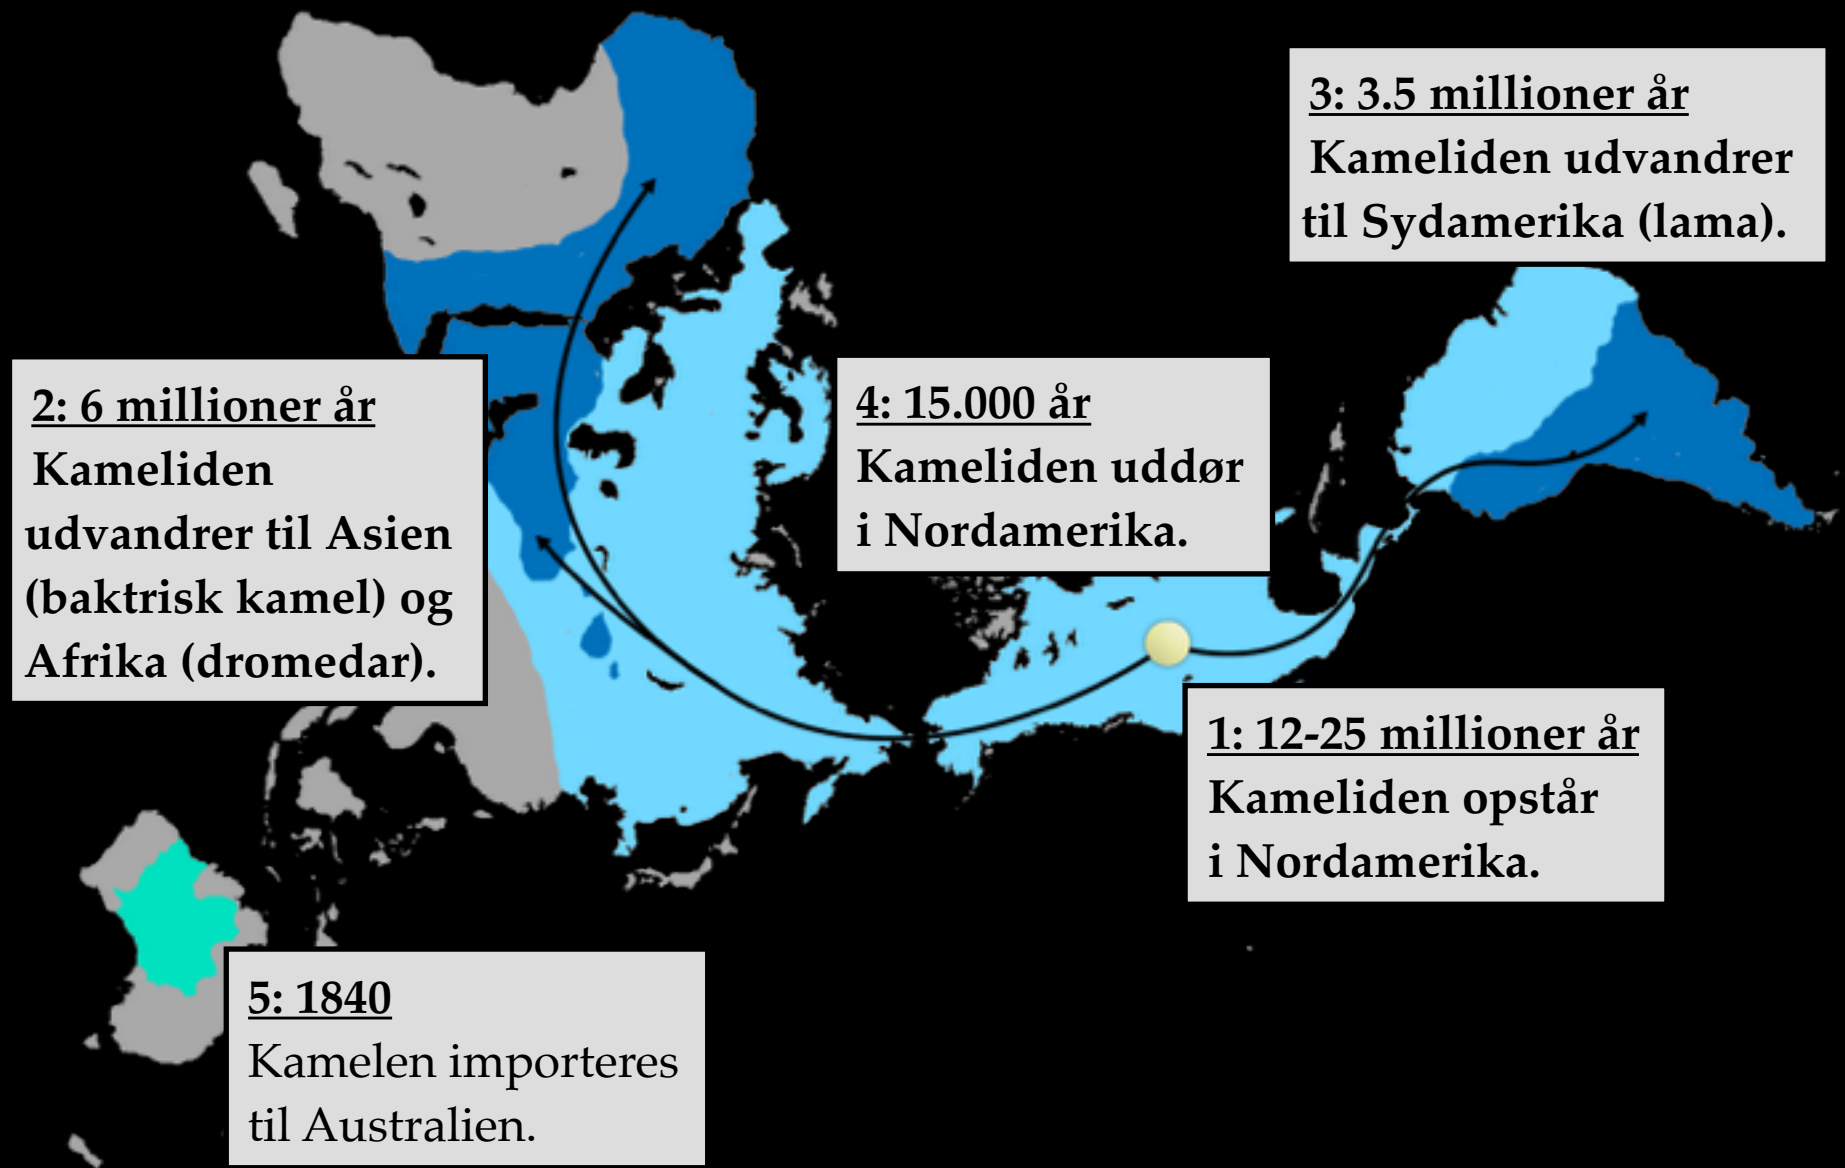 3: 3.5 millioner år
Kameliden udvandrer
til Sydamerika (lama).
2: 6 millioner år
Kameliden
udvandrer til Asien
(baktrisk kamel) og
Afrika (dromedar).
4: 15.000 år
Kameliden uddør
i Nordamerika.
1: 12-25 millioner år
Kameliden opstår
i Nordamerika.
5: 1840
Kamelen importeres
til Australien.